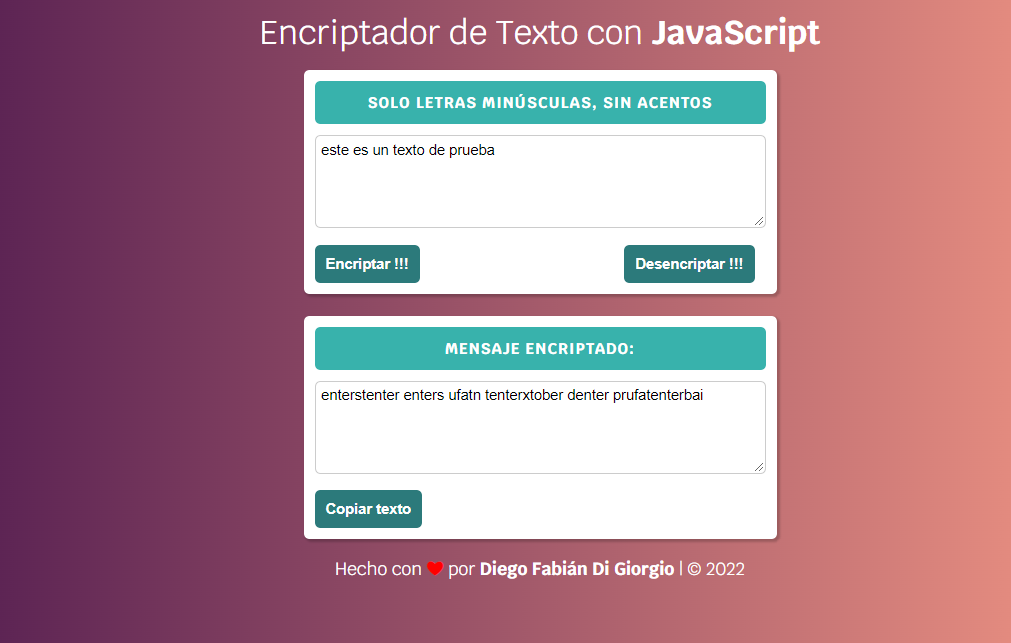 Encriptador de Texto con JavaScript
SOLO LETRAS MINÚSCULAS, SIN ACENTOS
este es un texto de prueba
Encriptar !!! Desencriptar !!!
MENSAJE ENCRIPTADO:
enterstenter enters ufatn tenterxtober denter prufatenterbai
Copiar texto
Hecho con ❤ por Diego Fabián Di Giorgio | © 2022